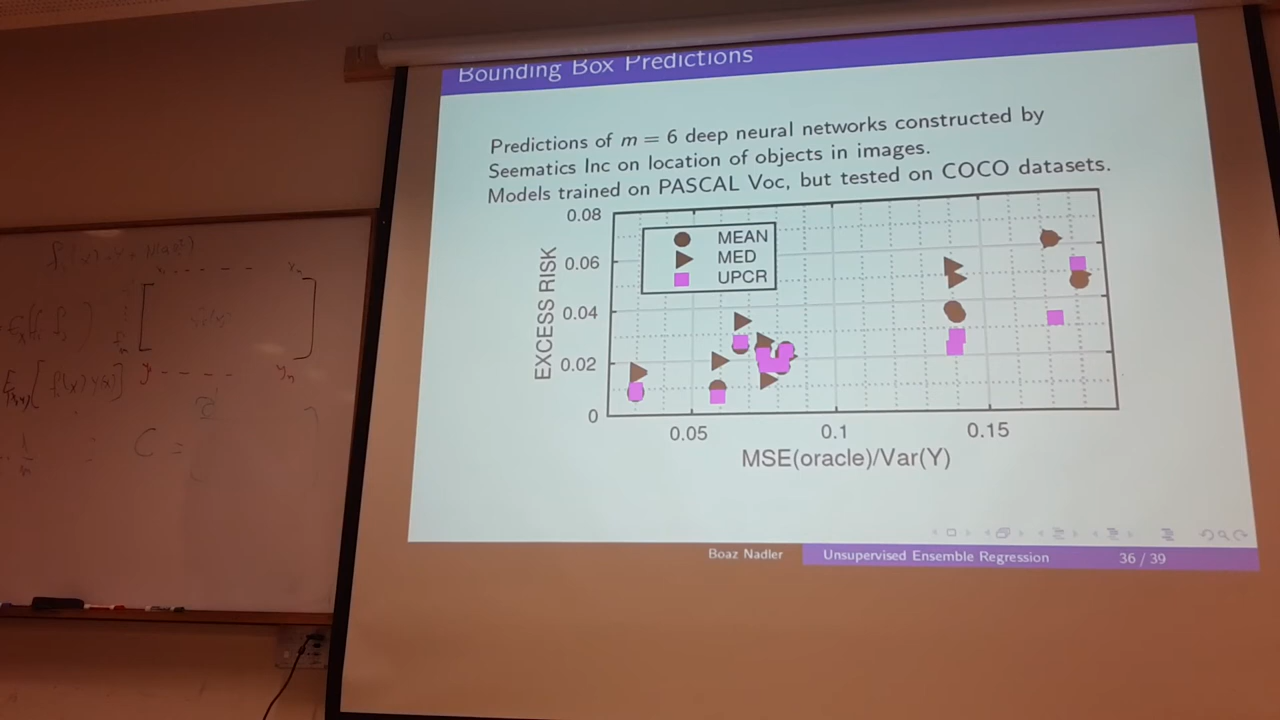 Bounding Box Predictions
Predictions of m = 6 deep neural networks constructed by
Seematics Inc on location of objects in images.
Models trained on PASCAL Voc, but tested on COCO datasets.
0.08
0.06
0.04
0.02
0
EXCESS RISK
MEAN
MED
UPCR
0.05 0.1 0.15
MSE(oracle)/Var(Y)
Boaz Nadler Unsupervised Ensemble Regression 36 / 39
C =